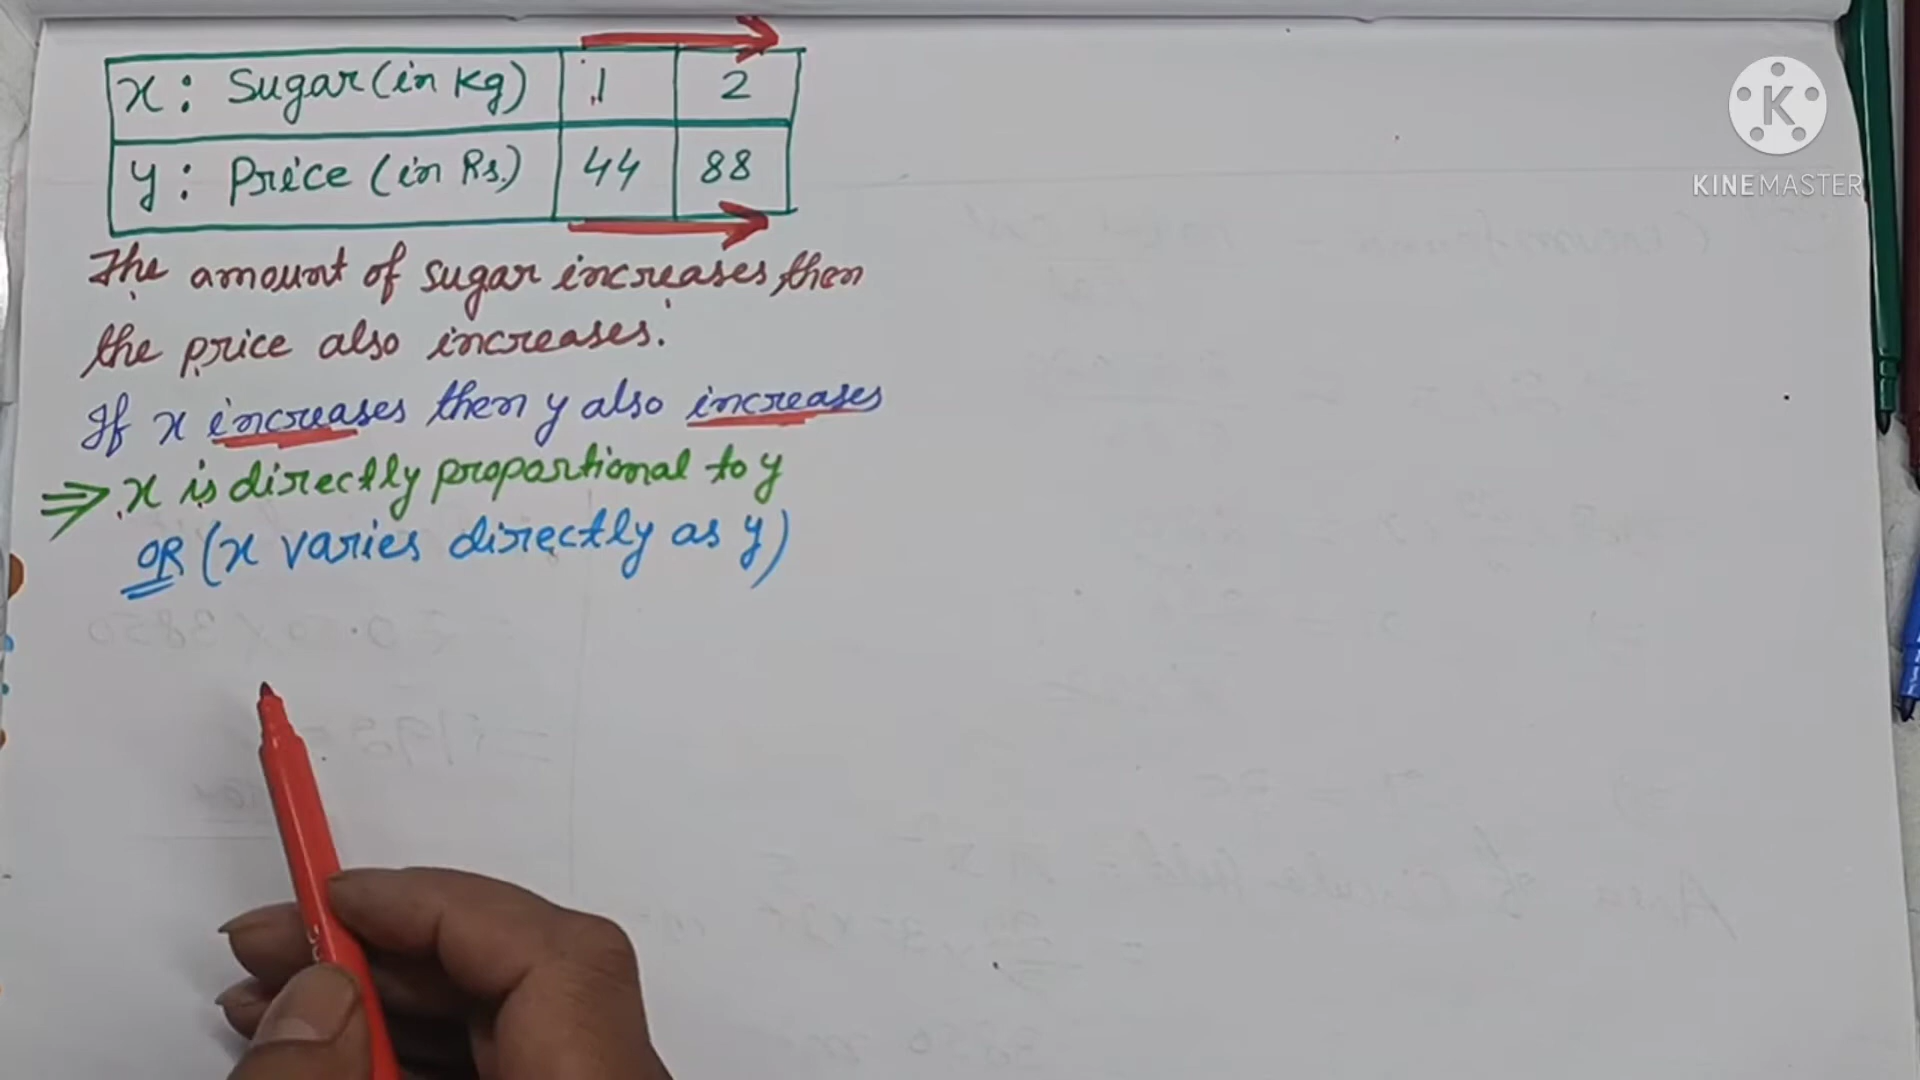 x : Sugar (in Kg) 1 2
y : Price (in Rs.) 44 88
The amount of sugar increases, then
the price also increases.
If x increases then y also increases
⇒ x is directly proportional to y
OR (x varies directly as y)
K
KINEMASTER